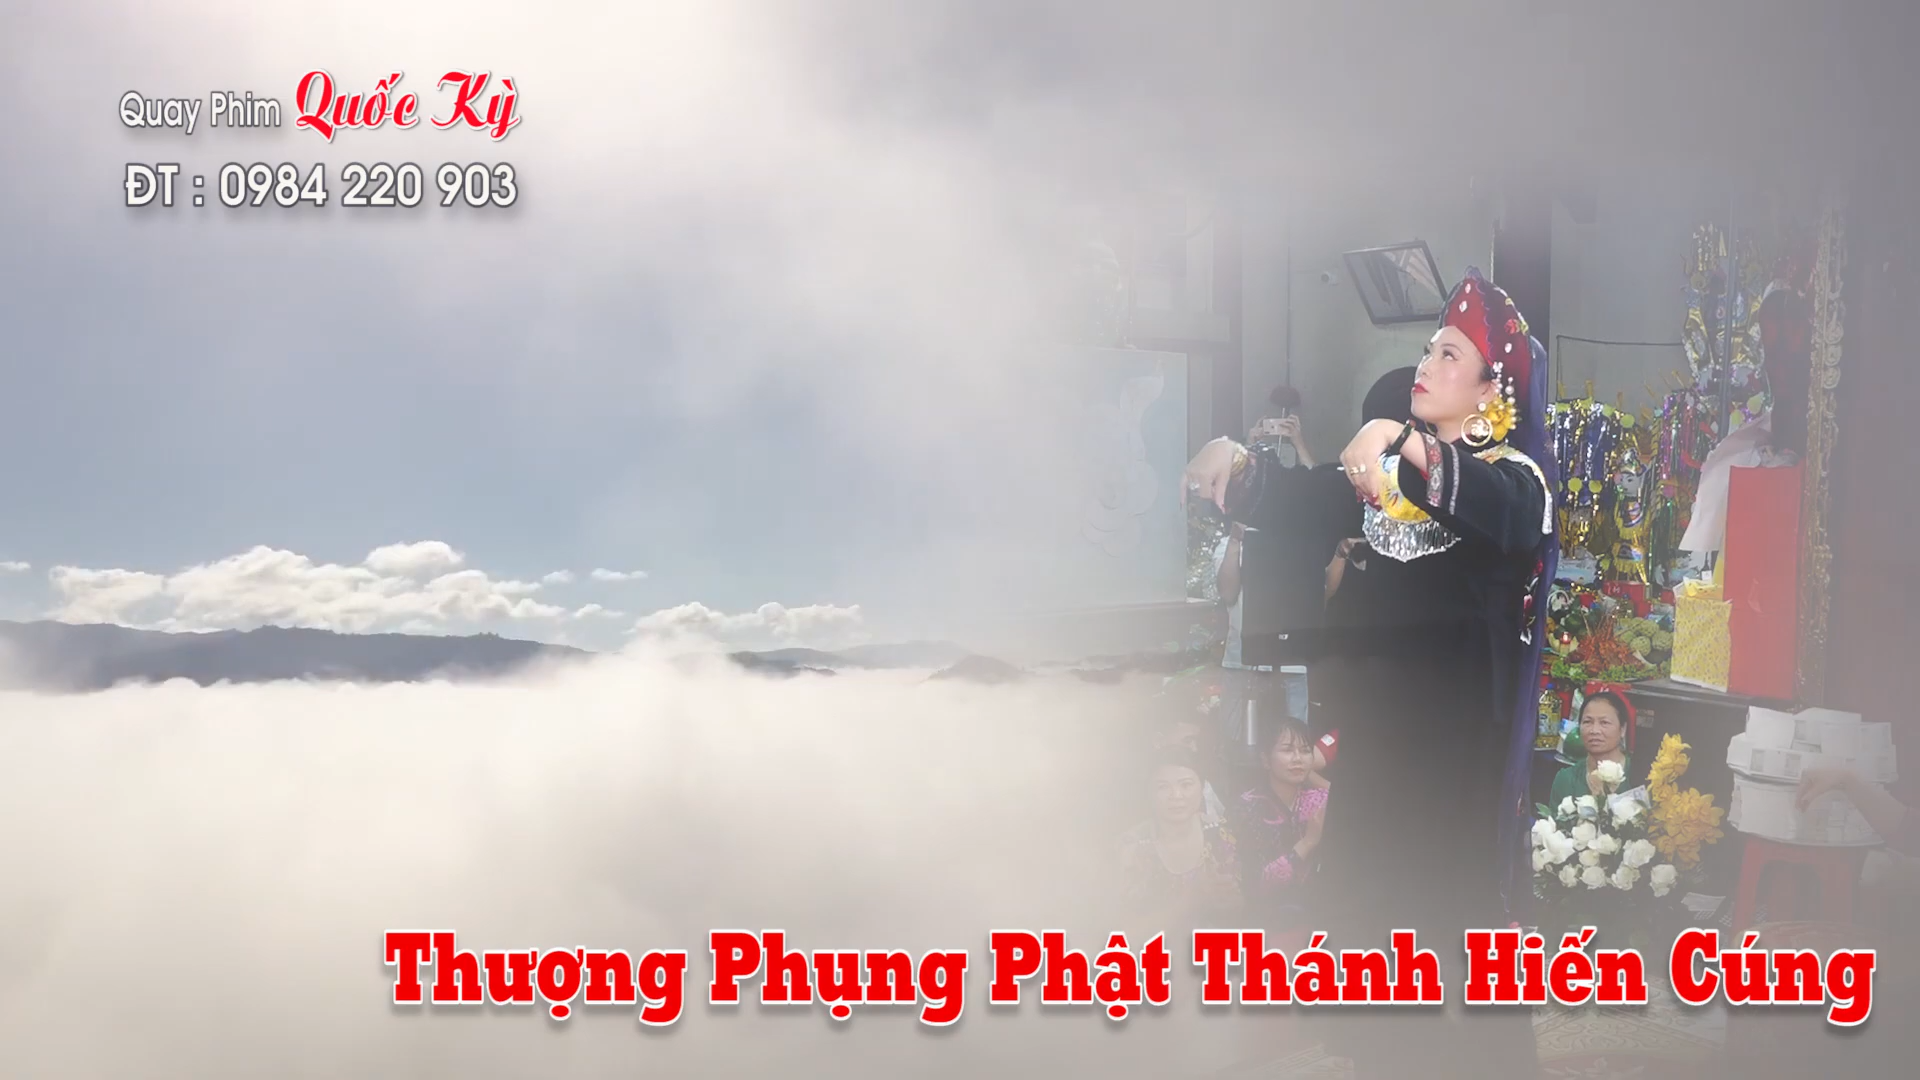 Quay Phim Quốc Kỳ
ĐT : 0984 220 903
Thượng Phụng Phật Thánh Hiến Cúng